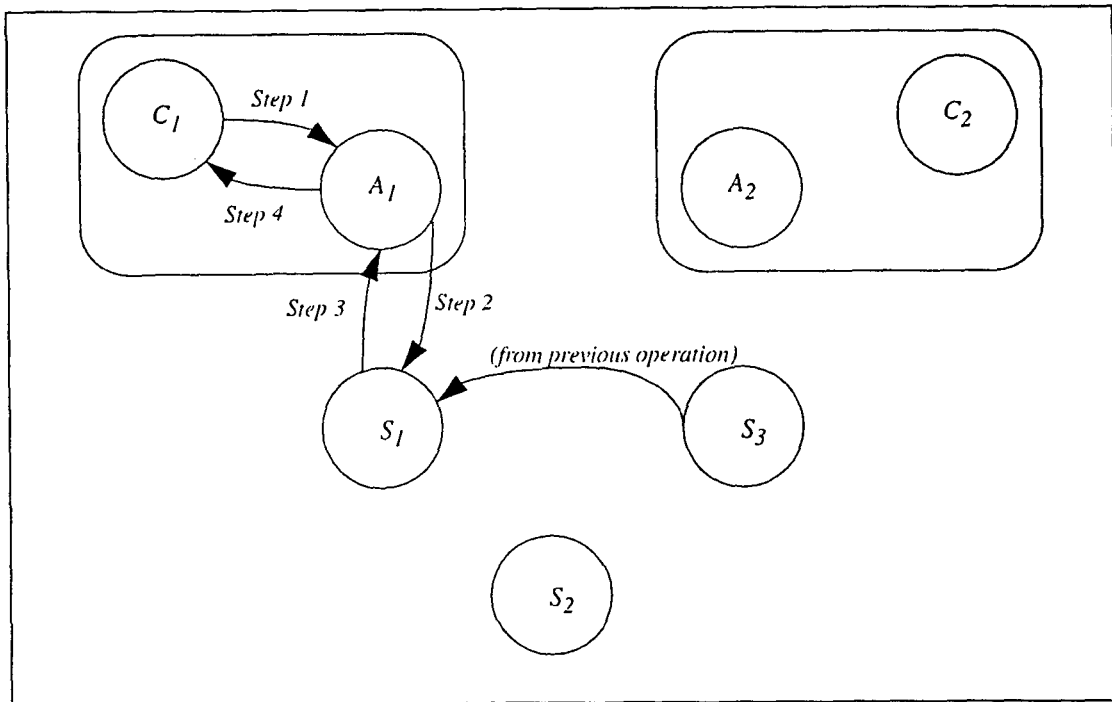 C1
Step 1
C2
A1
A2
Step 4
Step 3
Step 2
(from previous operation)
S1
S3
S2